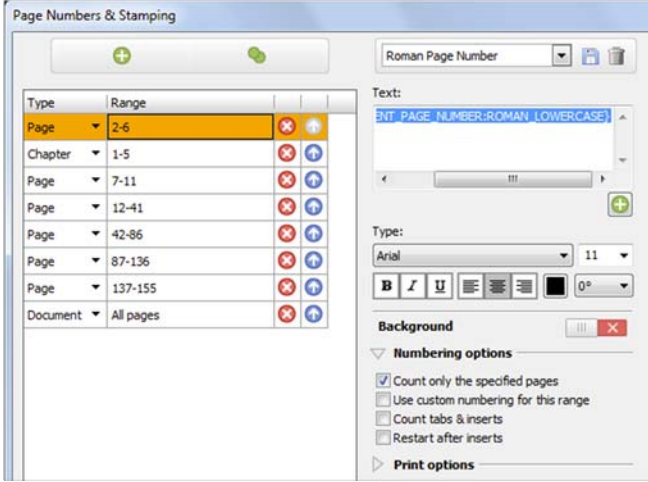 Page Numbers & Stamping
Roman Page Number
Text:
ENT_PAGE_NUMBER:ROMAN_LOWERCASE}
Type Range
Page 2-6
Chapter 1-5
Page 7-11
Page 12-41
Page 42-86
Page 87-136
Page 137-155
Document All pages
Type:
Arial 11
B I U 0°
Background
Numbering options
Count only the specified pages
Use custom numbering for this range
Count tabs & inserts
Restart after inserts
Print options